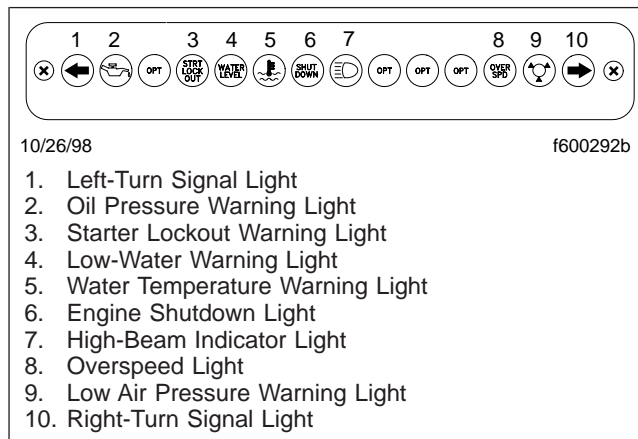 1 2 3 4 5 6 7 8 9 10
OPT STRT LOCK OUT WATER LEVEL SHUT DOWN OPT OPT OPT OVER SPD
10/26/98 f600292b
1. Left-Turn Signal Light
2. Oil Pressure Warning Light
3. Starter Lockout Warning Light
4. Low-Water Warning Light
5. Water Temperature Warning Light
6. Engine Shutdown Light
7. High-Beam Indicator Light
8. Overspeed Light
9. Low Air Pressure Warning Light
10. Right-Turn Signal Light